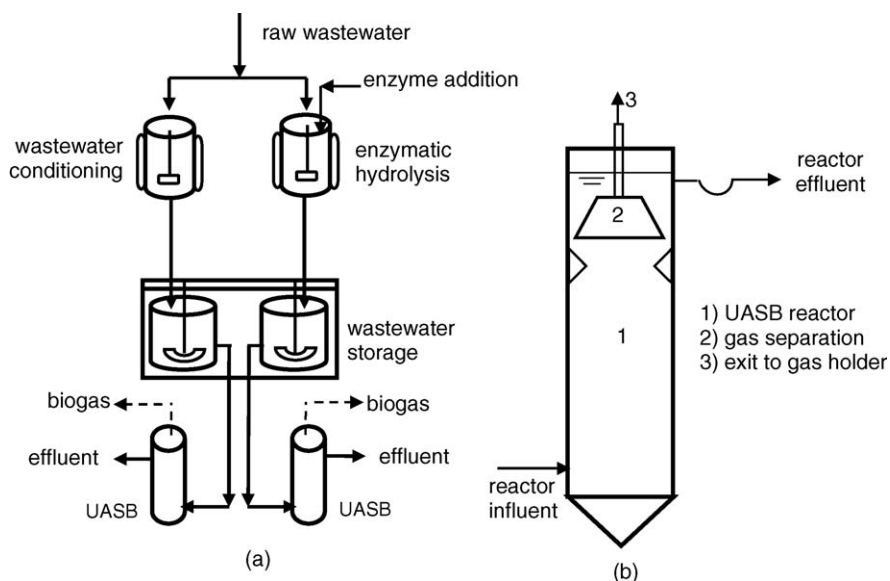 raw wastewater
enzyme addition
wastewater
conditioning
enzymatic
hydrolysis
wastewater
storage
biogas
biogas
effluent
effluent
UASB
UASB
(a)
3
reactor
effluent
2
1
1) UASB reactor
2) gas separation
3) exit to gas holder
reactor
influent
(b)